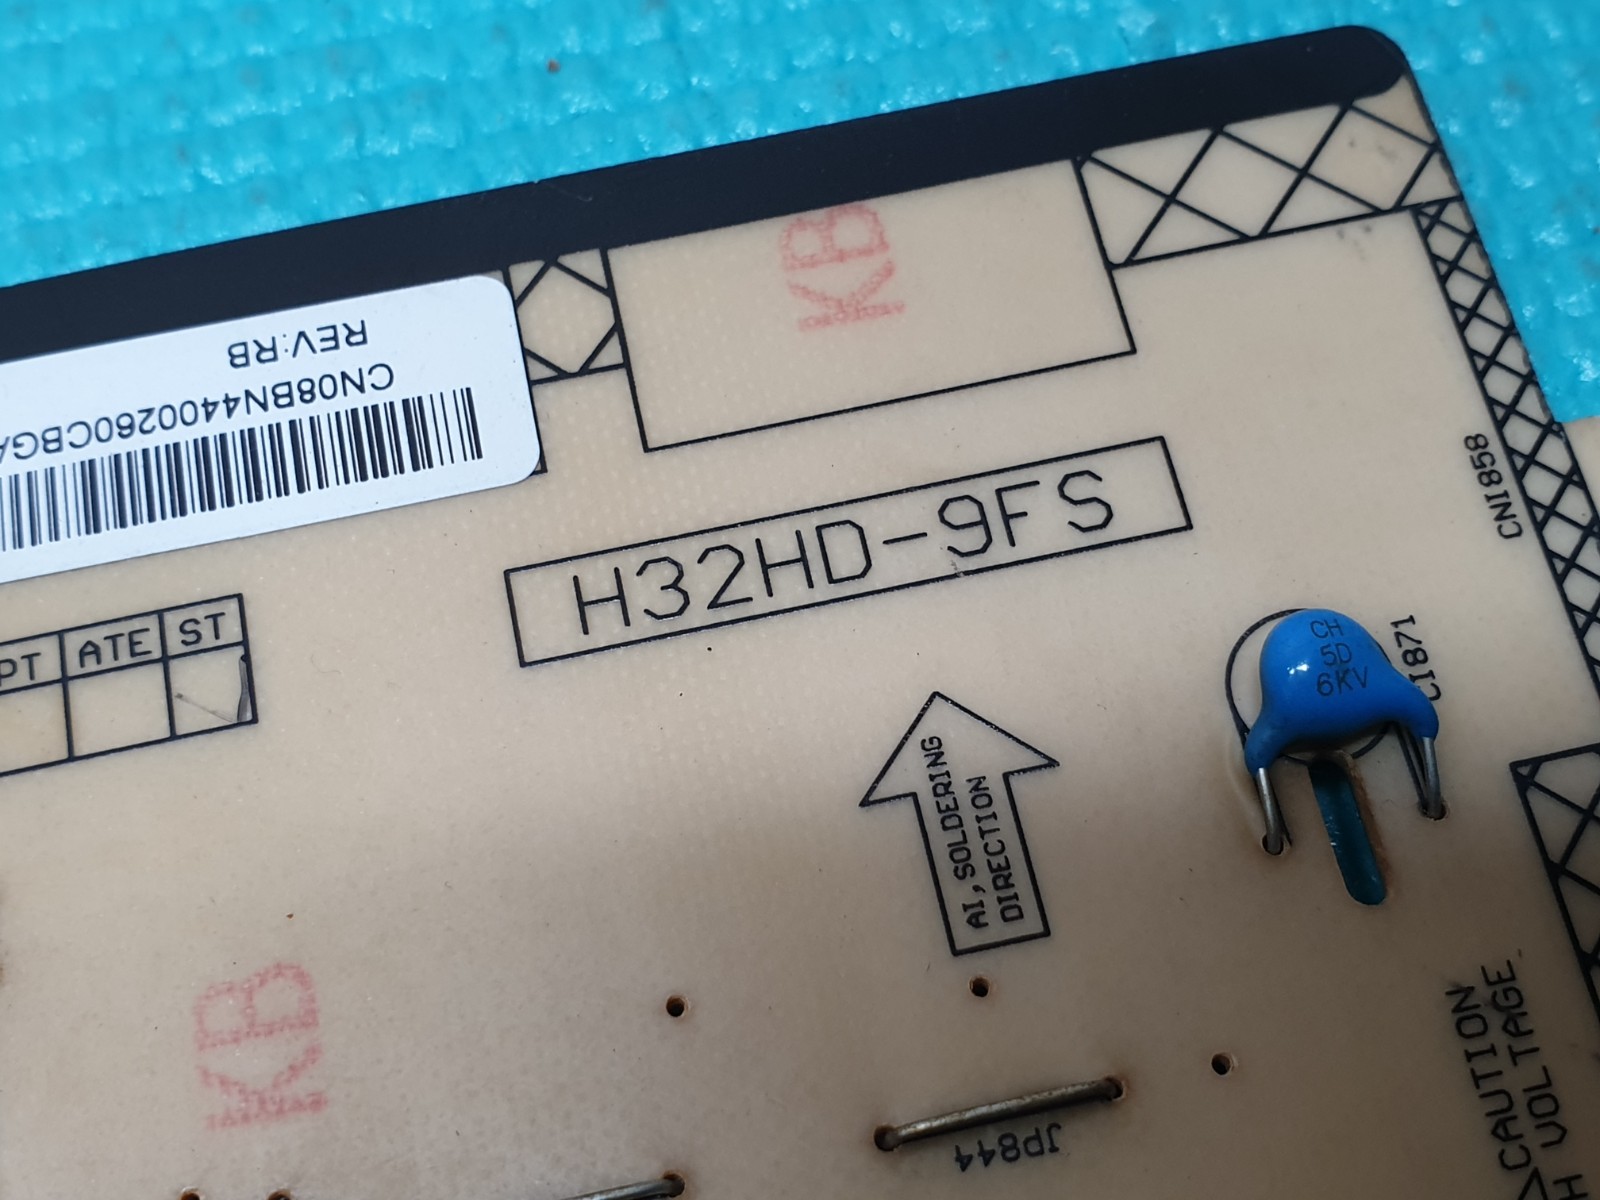 KB
REV:RB
CN08BN4400260CBGA
H32HD-9FS
CN1858
PT ATE ST
CH
5D
6KV
C1871
AI, SOLDERING
DIRECTION
KB
JP844
CAUTION
H VOLTAGE